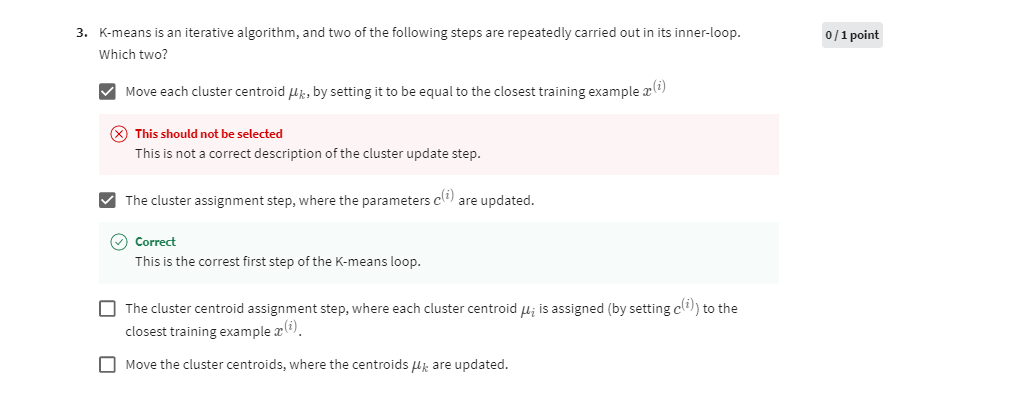 3. K-means is an iterative algorithm, and two of the following steps are repeatedly carried out in its inner-loop.
0 / 1 point
Which two?
Move each cluster centroid μₖ, by setting it to be equal to the closest training example x⁽ⁱ⁾
This should not be selected
This is not a correct description of the cluster update step.
The cluster assignment step, where the parameters c⁽ⁱ⁾ are updated.
Correct
This is the correst first step of the K-means loop.
The cluster centroid assignment step, where each cluster centroid μᵢ is assigned (by setting c⁽ⁱ⁾) to the
closest training example x⁽ⁱ⁾.
Move the cluster centroids, where the centroids μₖ are updated.